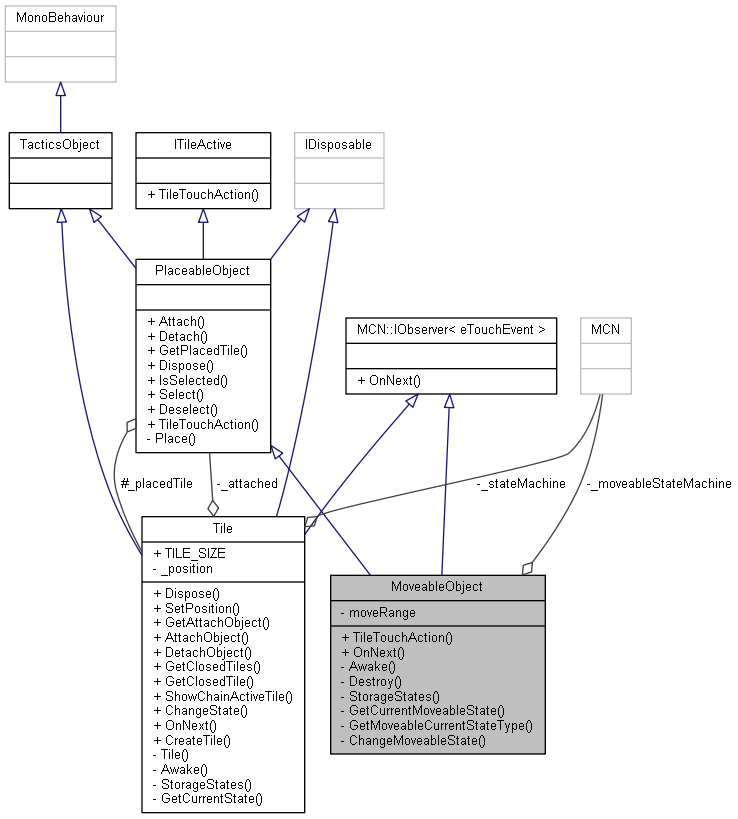 MonoBehaviour
TacticsObject
ITileActive
+ TileTouchAction()
IDisposable
PlaceableObject
+ Attach()
+ Detach()
+ GetPlacedTile()
+ Dispose()
+ IsSelected()
+ Select()
+ Deselect()
+ TileTouchAction()
- Place()
MCN::IObserver< eTouchEvent >
+ OnNext()
MCN
#_placedTile
-_attached
-_stateMachine
-_moveableStateMachine
Tile
+ TILE_SIZE
- _position
+ Dispose()
+ SetPosition()
+ GetAttachObject()
+ AttachObject()
+ DetachObject()
+ GetClosedTiles()
+ GetClosedTile()
+ ShowChainActiveTile()
+ ChangeState()
+ OnNext()
+ CreateTile()
- Tile()
- Awake()
- StorageStates()
- GetCurrentState()
MoveableObject
- moveRange
+ TileTouchAction()
+ OnNext()
- Awake()
- Destroy()
- StorageStates()
- GetCurrentMoveableState()
- GetMoveableCurrentStateType()
- ChangeMoveableState()